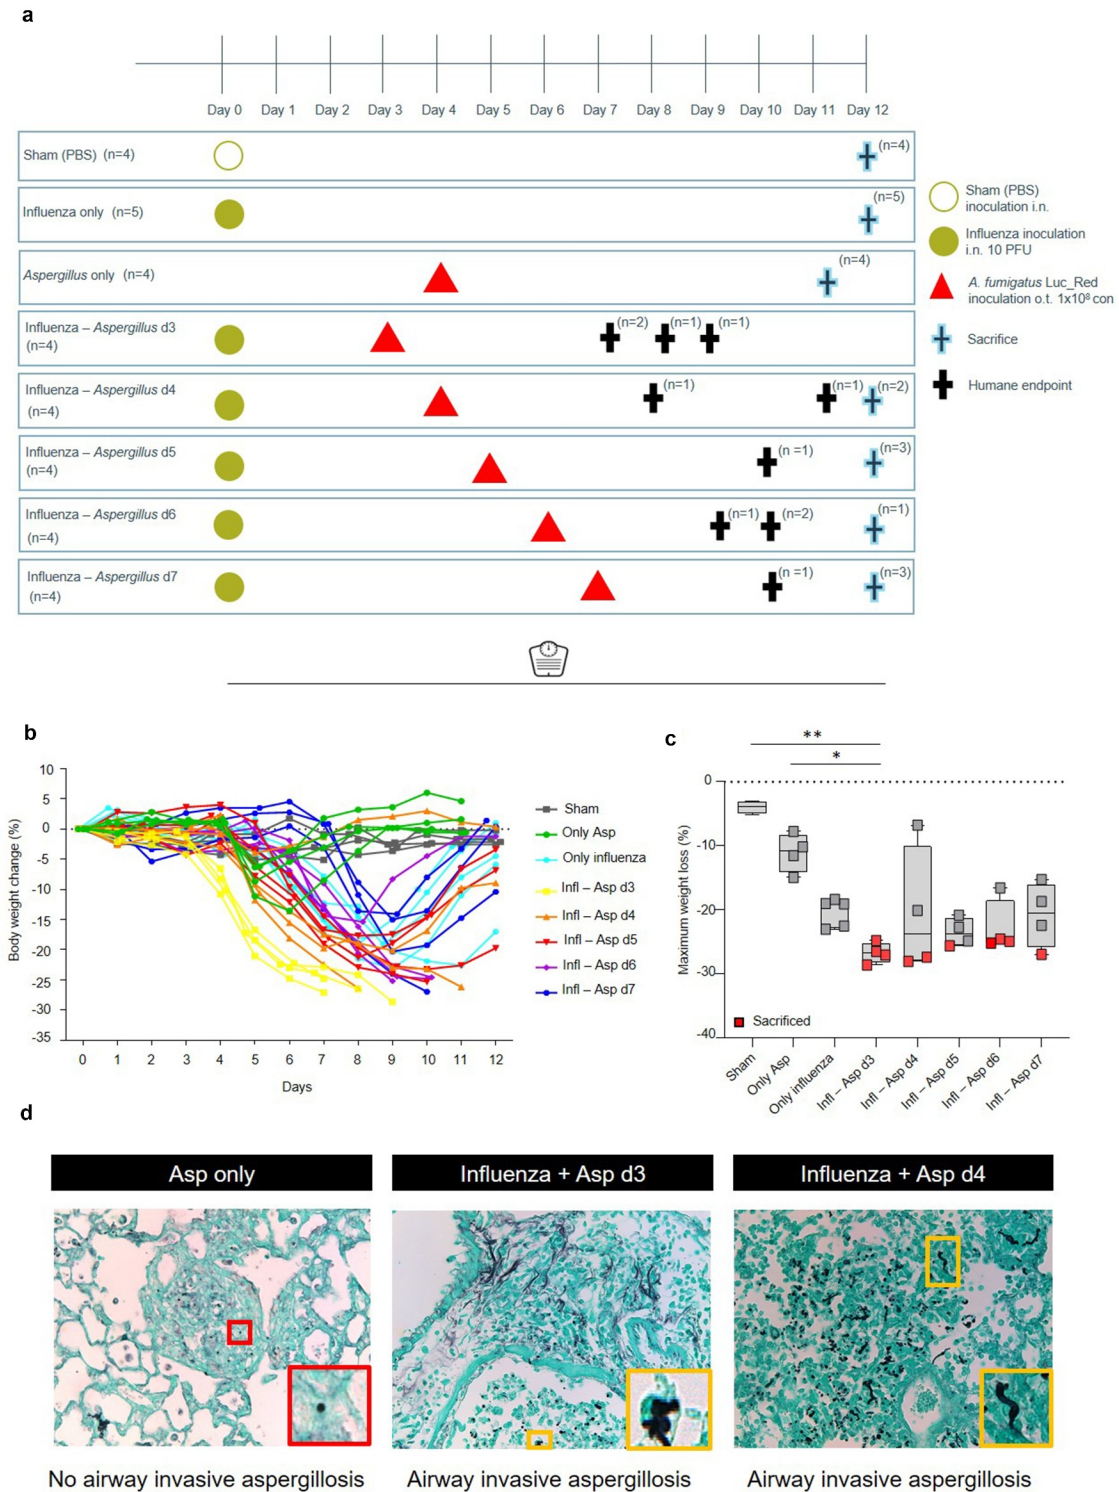 a
Day 0 Day 1 Day 2 Day 3 Day 4 Day 5 Day 6 Day 7 Day 8 Day 9 Day 10 Day 11 Day 12
Sham (PBS) (n=4)
(n=4)
Influenza only (n=5)
(n=5)
Aspergillus only (n=4)
(n=4)
Influenza – Aspergillus d3
(n=4)
(n=2) (n=1) (n=1)
Influenza – Aspergillus d4
(n=4)
(n=1) (n=1) (n=2)
Influenza – Aspergillus d5
(n=4)
(n =1) (n=3)
Influenza – Aspergillus d6
(n=4)
(n=1) (n=2) (n=1)
Influenza – Aspergillus d7
(n=4)
(n =1) (n=3)
Sham (PBS)
inoculation i.n.
Influenza inoculation
i.n. 10 PFU
A. fumigatus Luc_Red
inoculation o.t. 1x10⁸ con
Sacrifice
Humane endpoint
b
Body weight change (%)
10
5
0
-5
-10
-15
-20
-25
-30
-35
0 1 2 3 4 5 6 7 8 9 10 11 12
Days
Sham
Only Asp
Only influenza
Infl – Asp d3
Infl – Asp d4
Infl – Asp d5
Infl – Asp d6
Infl – Asp d7
c
**
*
Maximum weight loss (%)
0
-10
-20
-30
-40
Sacrificed
Sham
Only Asp
Only influenza
Infl – Asp d3
Infl – Asp d4
Infl – Asp d5
Infl – Asp d6
Infl – Asp d7
d
Asp only
Influenza + Asp d3
Influenza + Asp d4
No airway invasive aspergillosis
Airway invasive aspergillosis
Airway invasive aspergillosis